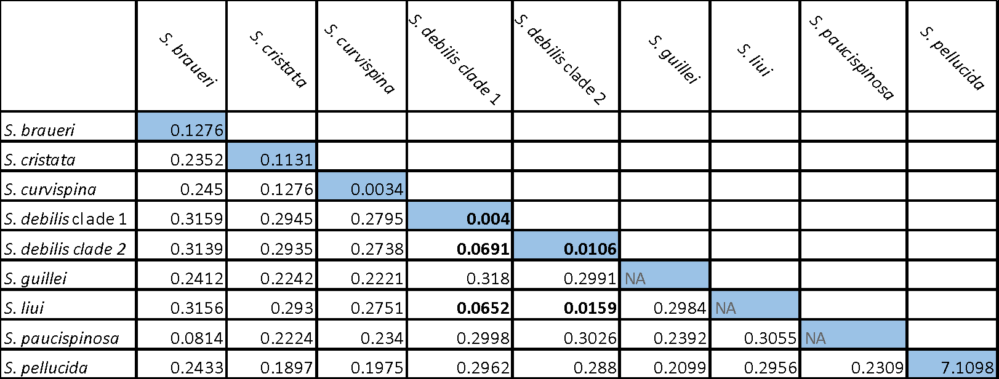 S. braueri S. cristata S. curvispina S. debilis clade 1 S. debilis clade 2 S. guillei S. liui S. paucispinosa S. pellucida
S. braueri 0.1276
S. cristata 0.2352 0.1131
S. curvispina 0.245 0.1276 0.0034
S. debilis clade 1 0.3159 0.2945 0.2795 0.004
S. debilis clade 2 0.3139 0.2935 0.2738 0.0691 0.0106
S. guillei 0.2412 0.2242 0.2221 0.318 0.2991 NA
S. liui 0.3156 0.293 0.2751 0.0652 0.0159 0.2984 NA
S. paucispinosa 0.0814 0.2224 0.234 0.2998 0.3026 0.2392 0.3055 NA
S. pellucida 0.2433 0.1897 0.1975 0.2962 0.288 0.2099 0.2956 0.2309 7.1098